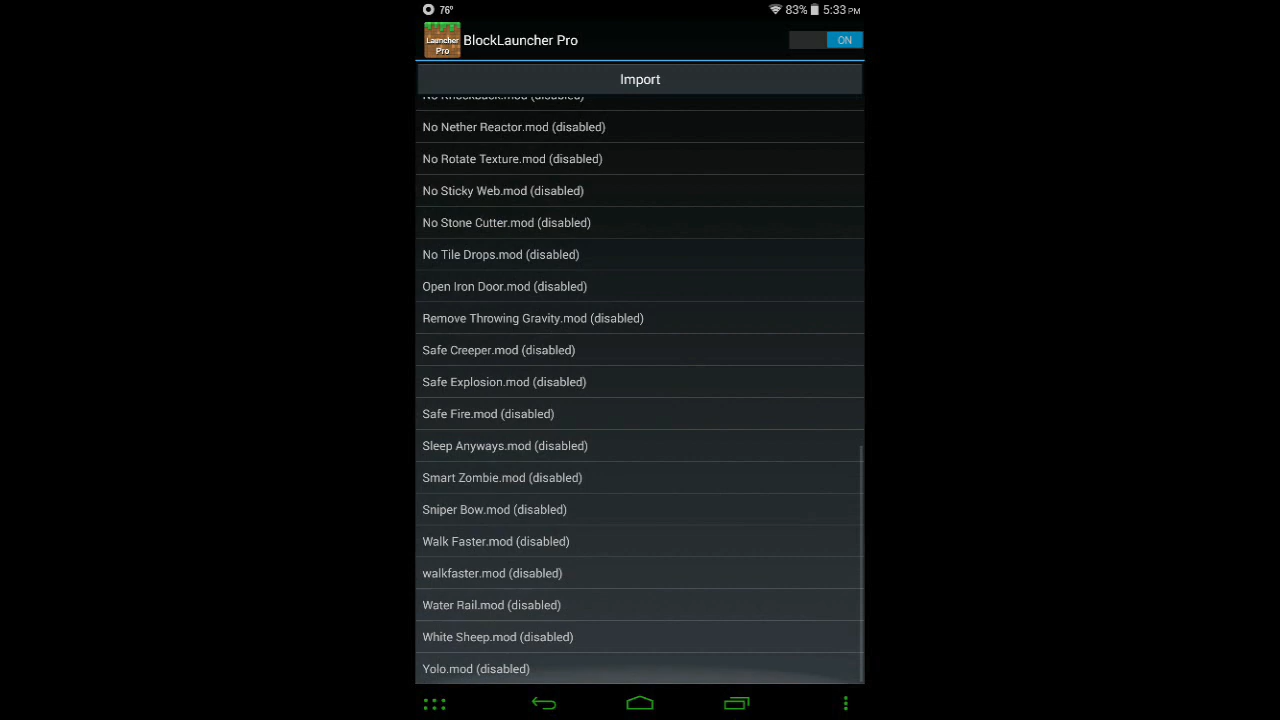 76°
83% 5:33 PM
Launcher
Pro
BlockLauncher Pro
ON
Import
No Knockback.mod (disabled)
No Nether Reactor.mod (disabled)
No Rotate Texture.mod (disabled)
No Sticky Web.mod (disabled)
No Stone Cutter.mod (disabled)
No Tile Drops.mod (disabled)
Open Iron Door.mod (disabled)
Remove Throwing Gravity.mod (disabled)
Safe Creeper.mod (disabled)
Safe Explosion.mod (disabled)
Safe Fire.mod (disabled)
Sleep Anyways.mod (disabled)
Smart Zombie.mod (disabled)
Sniper Bow.mod (disabled)
Walk Faster.mod (disabled)
walkfaster.mod (disabled)
Water Rail.mod (disabled)
White Sheep.mod (disabled)
Yolo.mod (disabled)